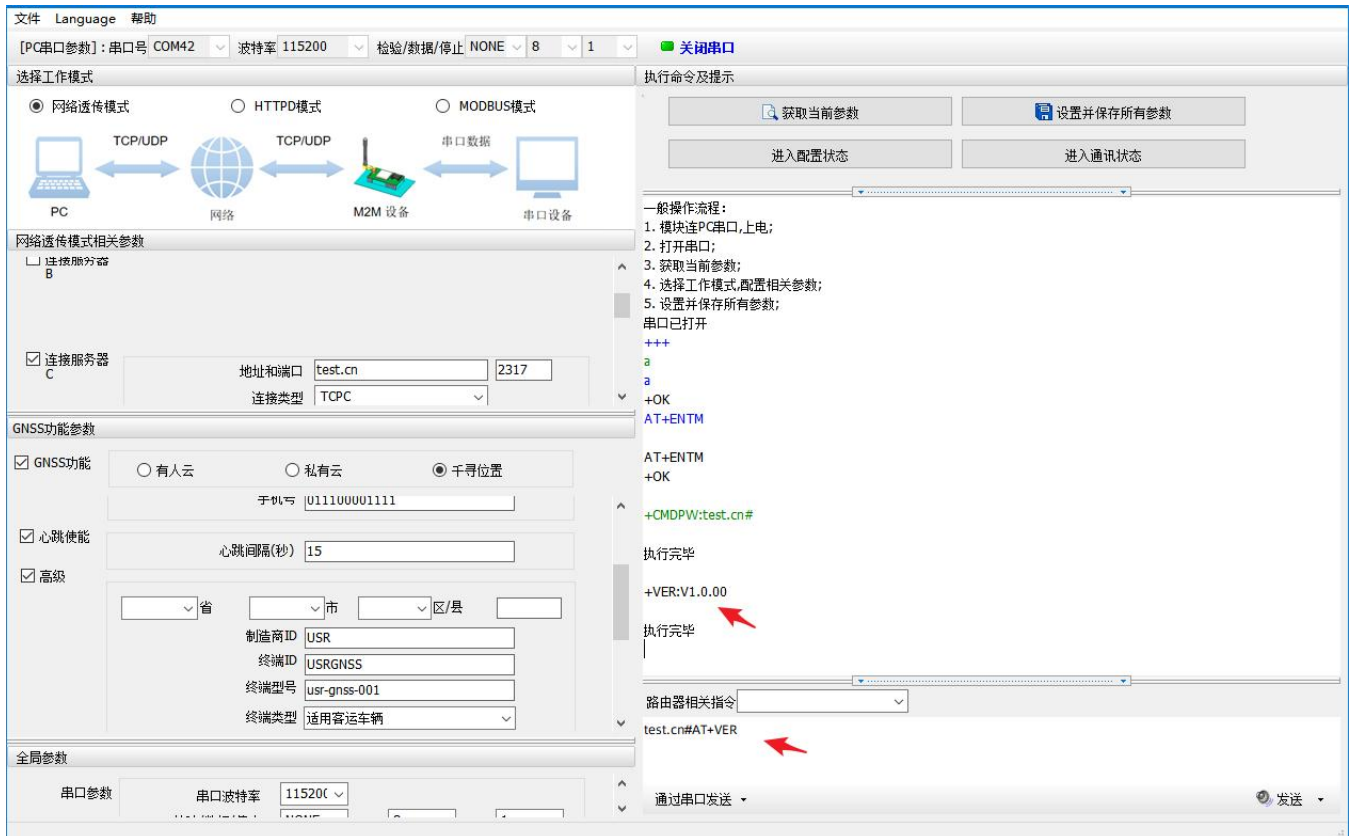 文件 Language 帮助
[PC串口参数]:串口号 COM42 波特率 115200 检验/数据/停止 NONE 8 1 关闭串口
选择工作模式
网络透传模式 HTTPD模式 MODBUS模式
TCP/UDP TCP/UDP 串口数据
PC 网络 M2M 设备 串口设备
网络透传模式相关参数
连接服务器
B
连接服务器
C
地址和端口 test.cn 2317
连接类型 TCPC
GNSS功能参数
GNSS功能 有人云 私有云 千寻位置
手机号 011100001111
心跳使能
心跳间隔(秒) 15
高级
省 市 区/县
制造商ID USR
终端ID USRGNSS
终端型号 usr-gnss-001
终端类型 适用客运车辆
全局参数
串口参数 串口波特率 115200
NONE
执行命令及提示
获取当前参数 设置并保存所有参数
进入配置状态 进入通讯状态
一般操作流程:
1. 模块连PC串口,上电;
2. 打开串口;
3. 获取当前参数;
4. 选择工作模式,配置相关参数;
5. 设置并保存所有参数;
串口已打开
+++
a
a
+OK
AT+ENTM
AT+ENTM
+OK
+CMDPW:test.cn#
执行完毕
+VER:V1.0.00
执行完毕
路由器相关指令
test.cn#AT+VER
通过串口发送 发送